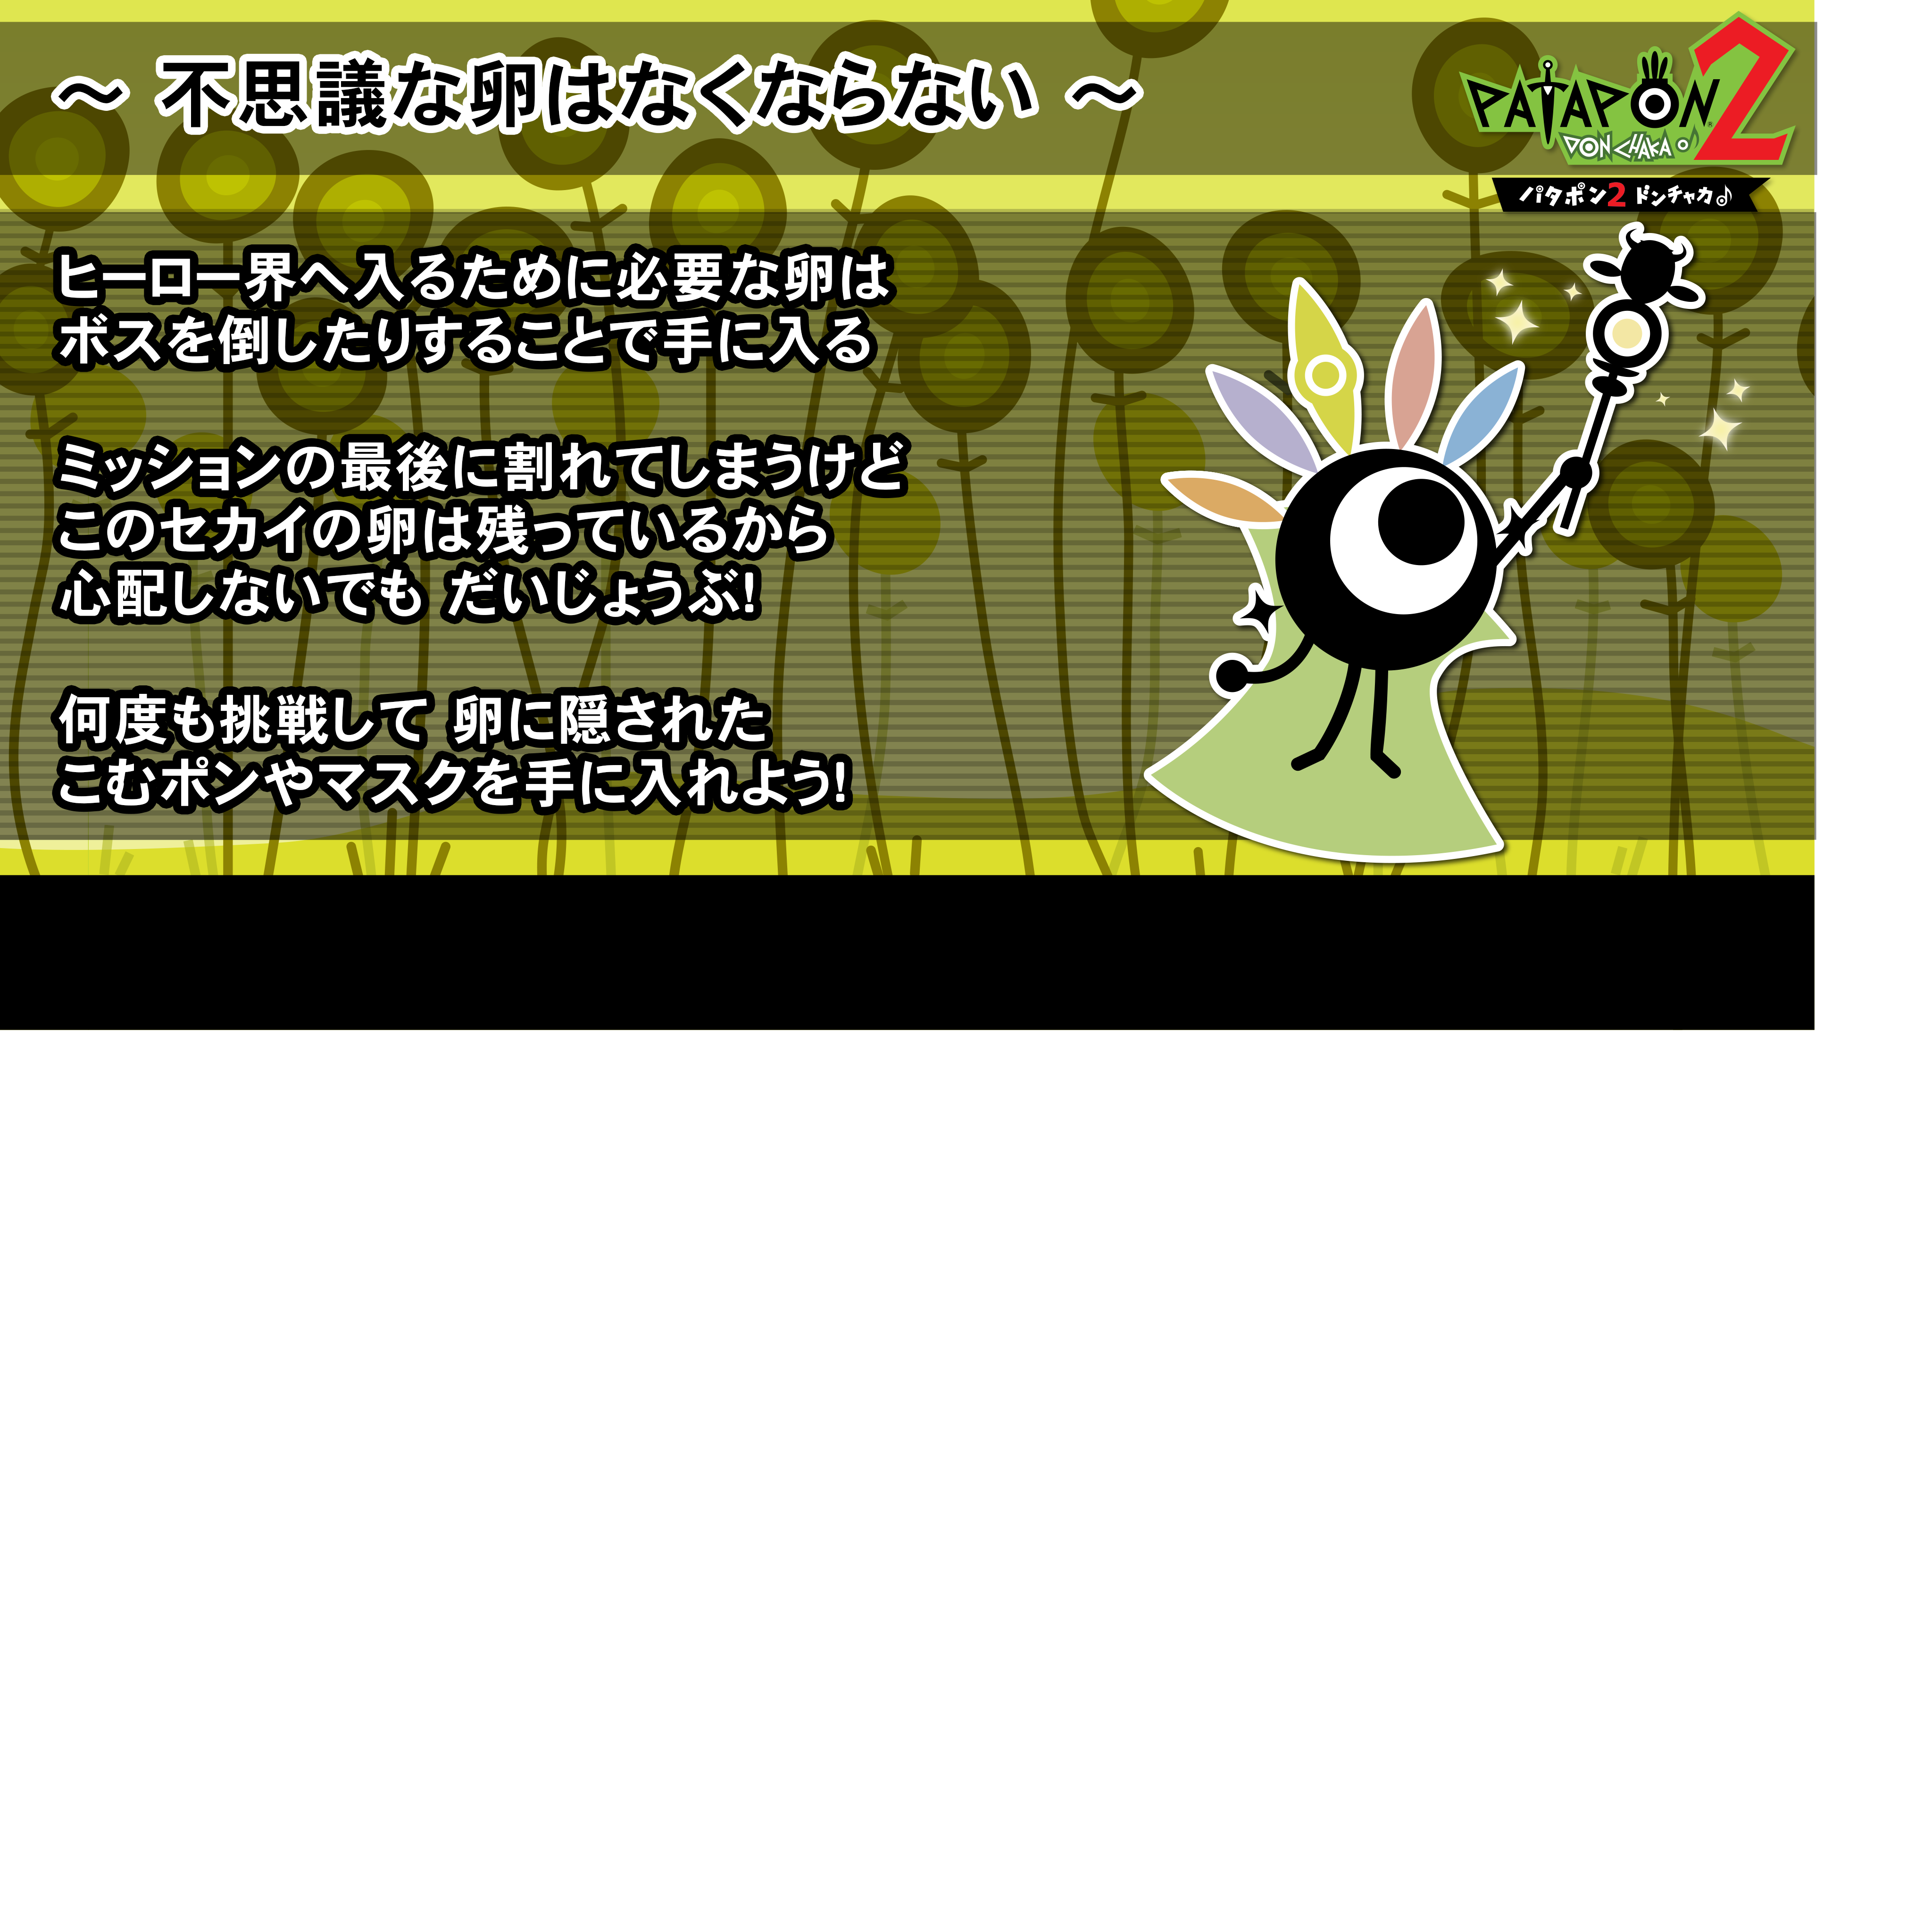 ～ 不思議な卵はなくならない ～
PATAPON 2
DON CHAKA♪
パタポン2 ドンチャカ♪
ヒーロー界へ入るために必要な卵は
ボスを倒したりすることで手に入る
ミッションの最後に割れてしまうけど
このセカイの卵は残っているから
心配しないでも だいじょうぶ!
何度も挑戦して 卵に隠された
こむポンやマスクを手に入れよう!